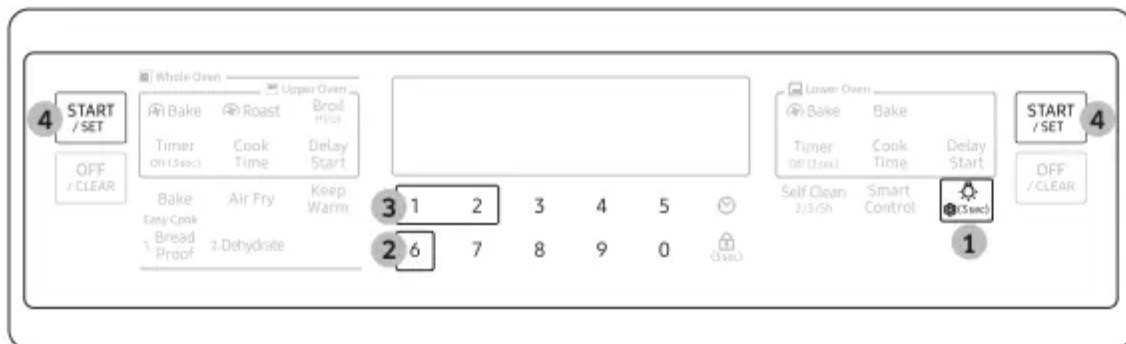 Whole Oven
Upper Oven
Bake Roast Broil
HI/LO
Timer Cook Delay
Off (3 sec) Time Start
Bake Air Fry Keep
Warm
Easy Cook
1. Bread 2.Dehydrate
Proof
4
START
/ SET
OFF
/ CLEAR
3 1 2 3 4 5
2 6 7 8 9 0
(3 sec)
Lower Oven
Bake Bake
Timer Cook Delay
Off (3 sec) Time Start
Self Clean Smart
2/3/5h Control
(3 sec)
1
START
/ SET
4
OFF
/ CLEAR